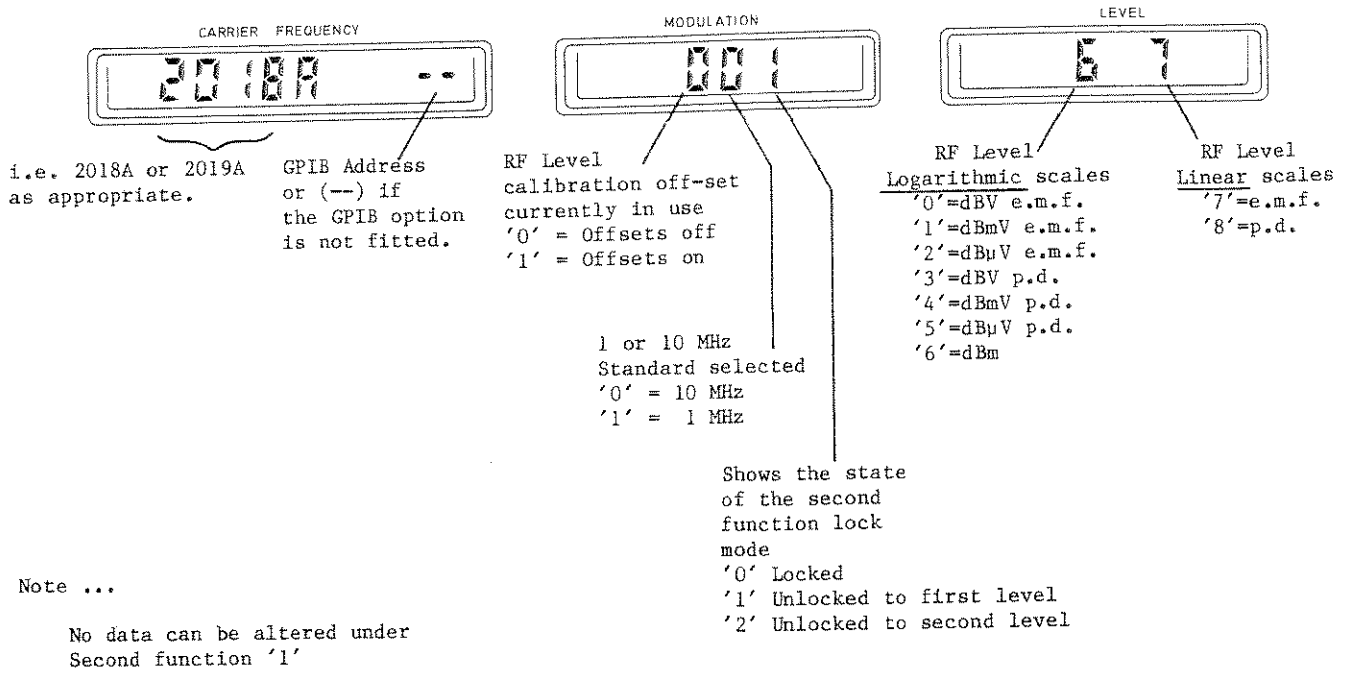 CARRIER FREQUENCY
2018A --
MODULATION
001
LEVEL
6 7
i.e. 2018A or 2019A
as appropriate.
GPIB Address
or (--) if
the GPIB option
is not fitted.
RF Level
calibration off-set
currently in use
'0' = Offsets off
'1' = Offsets on
1 or 10 MHz
Standard selected
'0' = 10 MHz
'1' = 1 MHz
Shows the state
of the second
function lock
mode
'0' Locked
'1' Unlocked to first level
'2' Unlocked to second level
RF Level
Logarithmic scales
'0'=dBV e.m.f.
'1'=dBmV e.m.f.
'2'=dBµV e.m.f.
'3'=dBV p.d.
'4'=dBmV p.d.
'5'=dBµV p.d.
'6'=dBm
RF Level
Linear scales
'7'=e.m.f.
'8'=p.d.
Note ...
No data can be altered under
Second function '1'